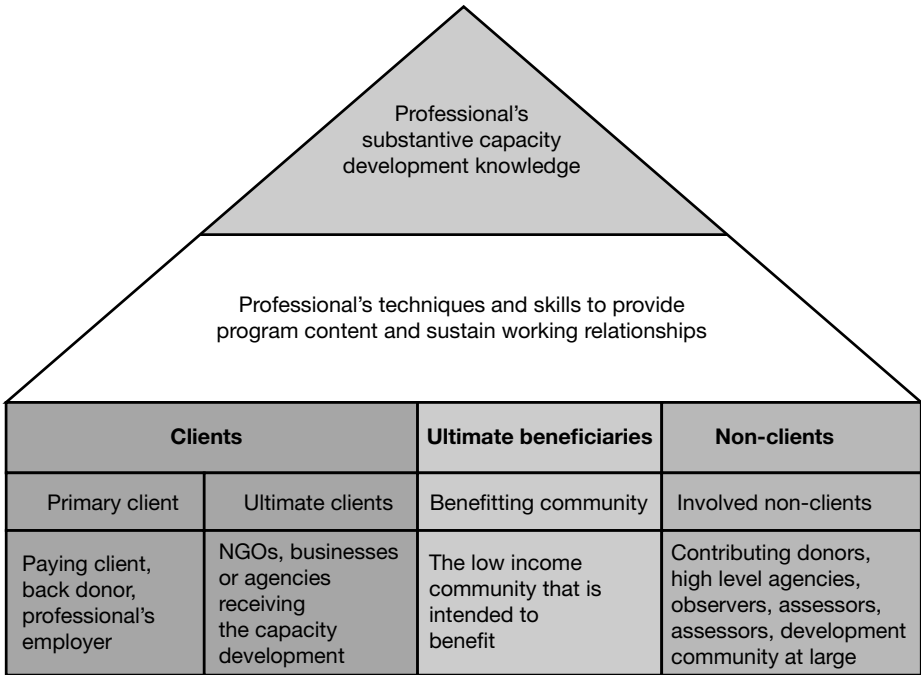 Professional’s
substantive capacity
development knowledge
Professional’s techniques and skills to provide
program content and sustain working relationships
Clients
Ultimate beneficiaries
Non-clients
Primary client
Ultimate clients
Benefitting community
Involved non-clients
Paying client,
back donor,
professional’s
employer
NGOs, businesses
or agencies
receiving
the capacity
development
The low income
community that is
intended to
benefit
Contributing donors,
high level agencies,
observers, assessors,
assessors, development
community at large